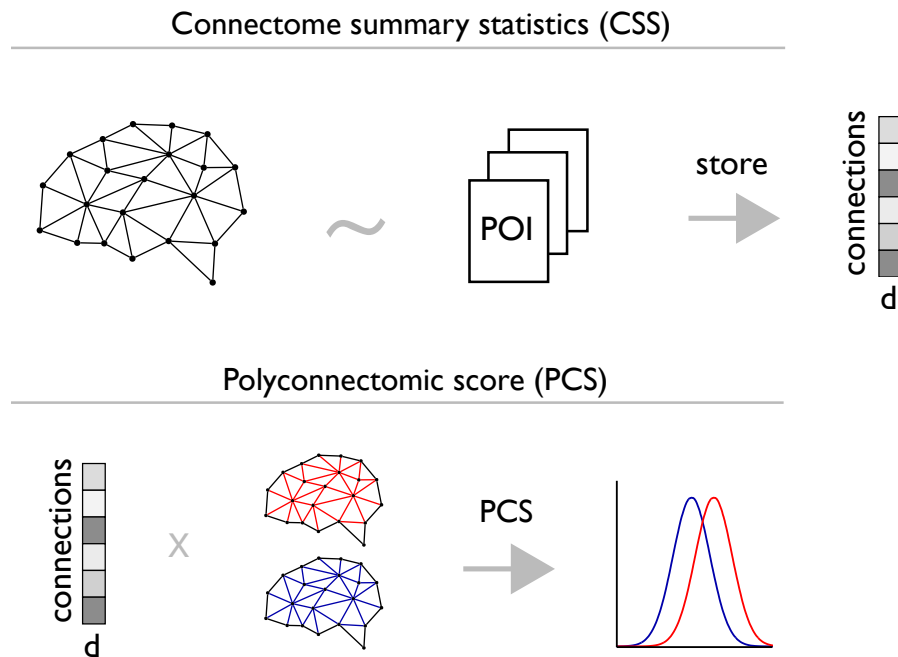 Connectome summary statistics (CSS)
POI
store
connections
d
Polyconnectomic score (PCS)
connections
d
x
PCS